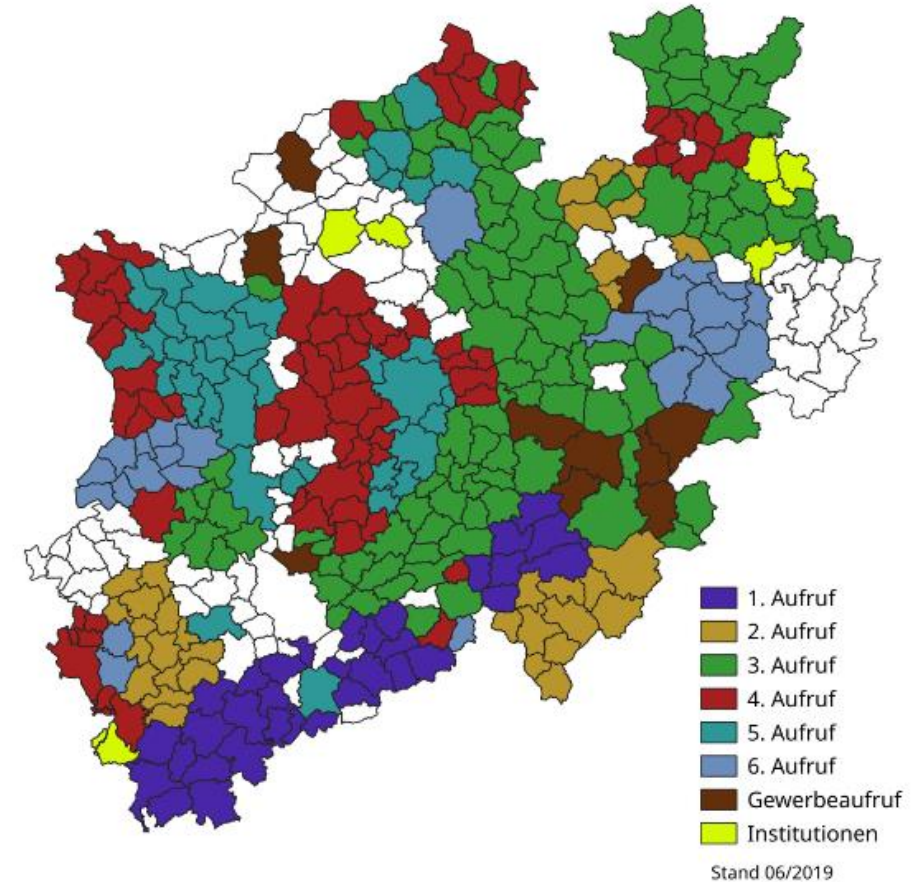 1. Aufruf
2. Aufruf
3. Aufruf
4. Aufruf
5. Aufruf
6. Aufruf
Gewerbeaufruf
Institutionen
Stand 06/2019